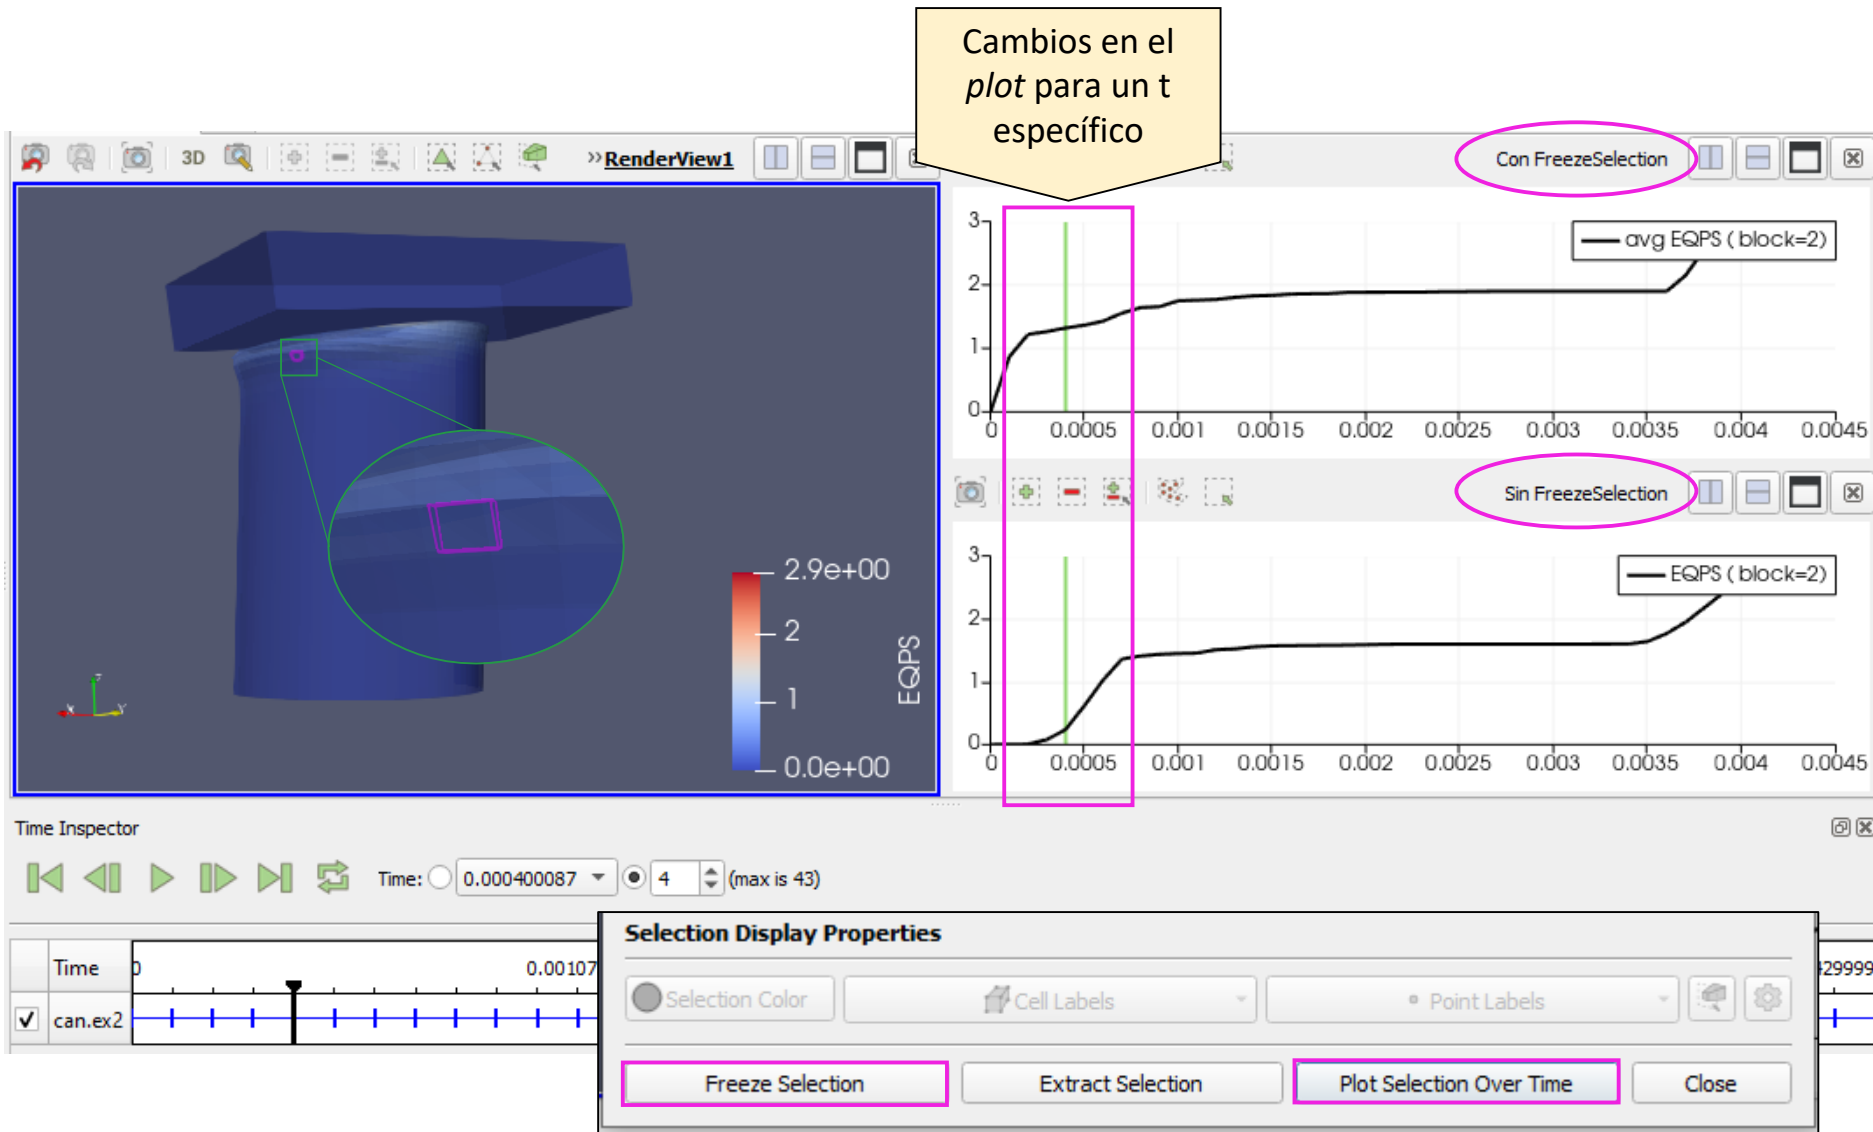 Cambios en el
plot para un t
específico
3D
»RenderView1
Con FreezeSelection
3
2
1
0
avg EQPS ( block=2)
0 0.0005 0.001 0.0015 0.002 0.0025 0.003 0.0035 0.004 0.0045
Sin FreezeSelection
3
2
1
0
EQPS ( block=2)
0 0.0005 0.001 0.0015 0.002 0.0025 0.003 0.0035 0.004 0.0045
2.9e+00
2
1
0.0e+00
EQPS
X Y
Time Inspector
Time: 0.000400087 4 (max is 43)
Time 0 0.00107 429999
can.ex2
Selection Display Properties
Selection Color Cell Labels Point Labels
Freeze Selection Extract Selection Plot Selection Over Time Close